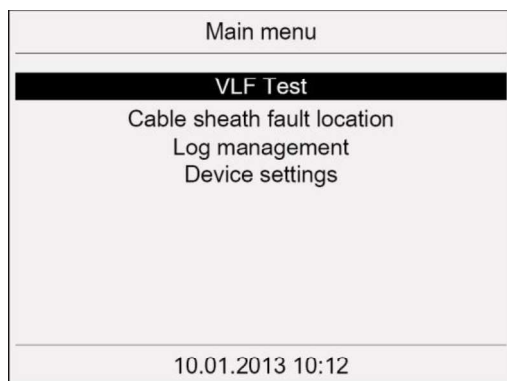 Main menu
VLF Test
Cable sheath fault location
Log management
Device settings
10.01.2013 10:12